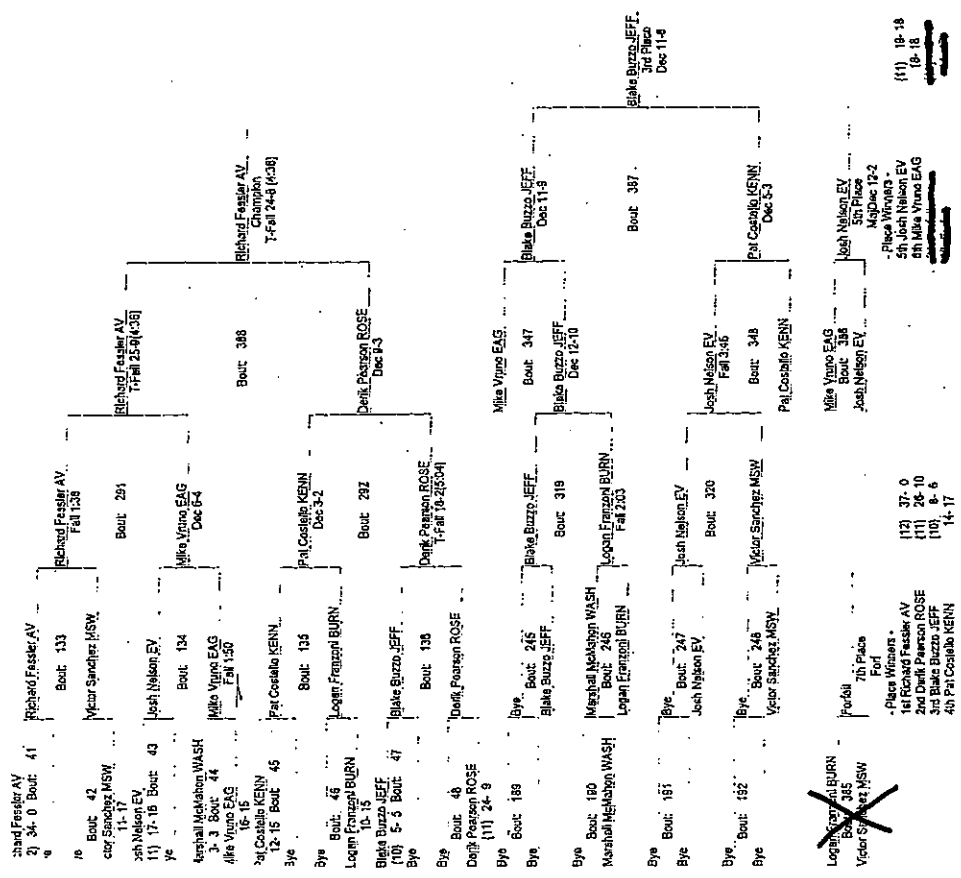 chard Fessler AV
2) 34- 0 Bout: 41
Bout: 42
ctor Sanchez MSW
11- 17
osh Nelson EV
11) 17- 16 Bout: 43
ye
Marshall McMahon WASH
3- 3 Bout: 44
Mike Vruno EAG
16- 15
Pat Costello KENN
12- 15 Bout: 45
Bye
Bye
Bout: 46
Logan Franzoni BURN
10- 15
Blake Buzzo JEFF
(10) 5- 5 Bout: 47
Bye
Bye
Bout: 48
Derik Pearson ROSE
(11) 24- 9
Bye
Bout: 189
Bye
Bye
Bout: 190
Marshall McMahon WASH
Bye
Bout: 191
Bye
Bye
Bout: 192
Bye
Logan Franzoni BURN
Bout: 385
Victor Sanchez MSW
Richard Fessler AV
Bout: 133
Victor Sanchez MSW
Josh Nelson EV
Bout: 134
Mike Vruno EAG
Fall 1:50
Pat Costello KENN
Bout: 135
Logan Franzoni BURN
Blake Buzzo JEFF
Bout: 136
Derik Pearson ROSE
Bye
Bout: 245
Blake Buzzo JEFF
Marshall McMahon WASH
Bout: 246
Logan Franzoni BURN
Bye
Bout: 247
Josh Nelson EV
Bye
Bout: 248
Victor Sanchez MSW
Forfeit
7th Place
Forf
- Place Winners -
1st Richard Fessler AV (12) 37- 0
2nd Derik Pearson ROSE (11) 26- 10
3rd Blake Buzzo JEFF (10) 8- 6
4th Pat Costello KENN 14- 17
Richard Fessler AV
Fall 1:38
Bout: 291
Mike Vruno EAG
Dec 6-4
Pat Costello KENN
Dec 3-2
Bout: 292
Derik Pearson ROSE
T-Fall 18-2(5:04)
Blake Buzzo JEFF
Bout: 319
Logan Franzoni BURN
Fall 2:03
Josh Nelson EV
Bout: 320
Victor Sanchez MSW
Richard Fessler AV
T-Fall 25-9(4:36)
Bout: 388
Derik Pearson ROSE
Dec 9-3
Mike Vruno EAG
Bout: 347
Blake Buzzo JEFF
Dec 12-10
Josh Nelson EV
Fall 3:45
Bout: 348
Pat Costello KENN
Mike Vruno EAG
Bout: 386
Josh Nelson EV
Richard Fessler AV
Champion
T-Fall 24-8 (4:38)
Blake Buzzo JEFF
Dec 11-9
Bout: 387
Pat Costello KENN
Dec 5-3
Josh Nelson EV
5th Place
MajDec 12-2
- Place Winners -
5th Josh Nelson EV (11) 19- 18
6th Mike Vruno EAG 18- 18
Blake Buzzo JEFF
3rd Place
Dec 11-8